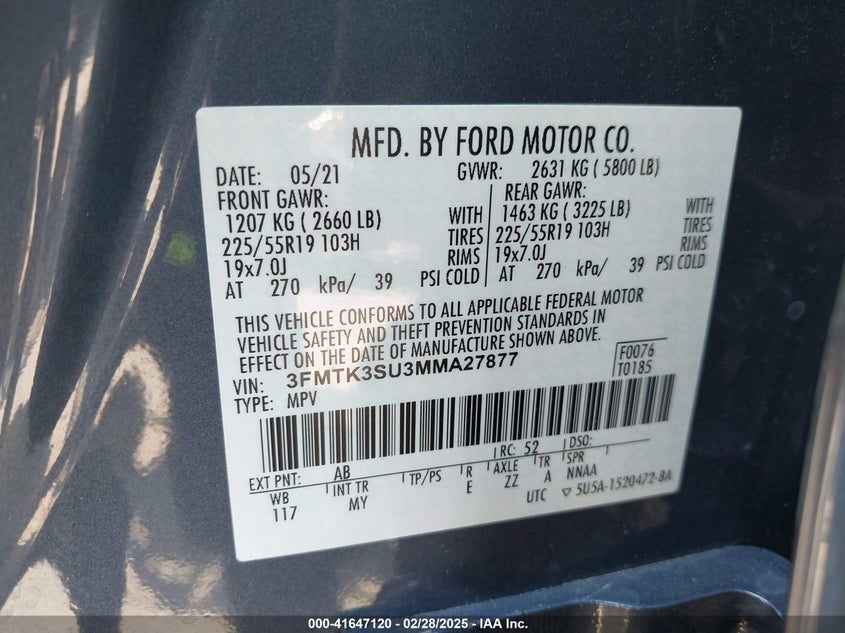 MFD. BY FORD MOTOR CO.
DATE: 05/21 GVWR: 2631 KG ( 5800 LB)
FRONT GAWR: REAR GAWR:
1207 KG ( 2660 LB) WITH 1463 KG ( 3225 LB) WITH
225/55R19 103H TIRES 225/55R19 103H TIRES
19x7.0J RIMS 19x7.0J RIMS
AT 270 kPa/ 39 PSI COLD AT 270 kPa/ 39 PSI COLD
THIS VEHICLE CONFORMS TO ALL APPLICABLE FEDERAL MOTOR
VEHICLE SAFETY AND THEFT PREVENTION STANDARDS IN
EFFECT ON THE DATE OF MANUFACTURE SHOWN ABOVE.
VIN: 3FMTK3SU3MMA27877 F0076
TYPE: MPV T0185
EXT PNT: AB RC: 52 DSO:
WB INT TR TP/PS R AXLE TR SPR
117 MY E ZZ A NNAA
UTC ▽ 5U5A-1520472-BA
000-41647120 - 02/28/2025 - IAA Inc.